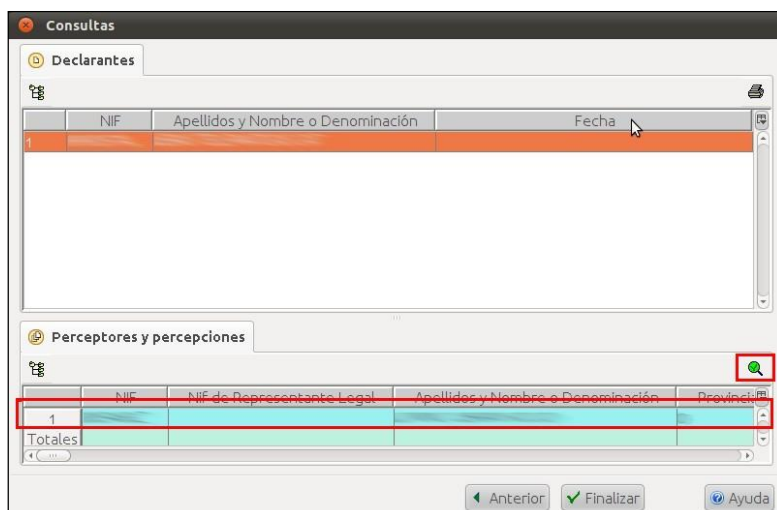 Consultas
Declarantes
NIF Apellidos y Nombre o Denominación Fecha
1
Perceptores y percepciones
NIF Nif de Representante Legal Apellidos y Nombre o Denominación Provinci
1
Totales
Anterior Finalizar Ayuda